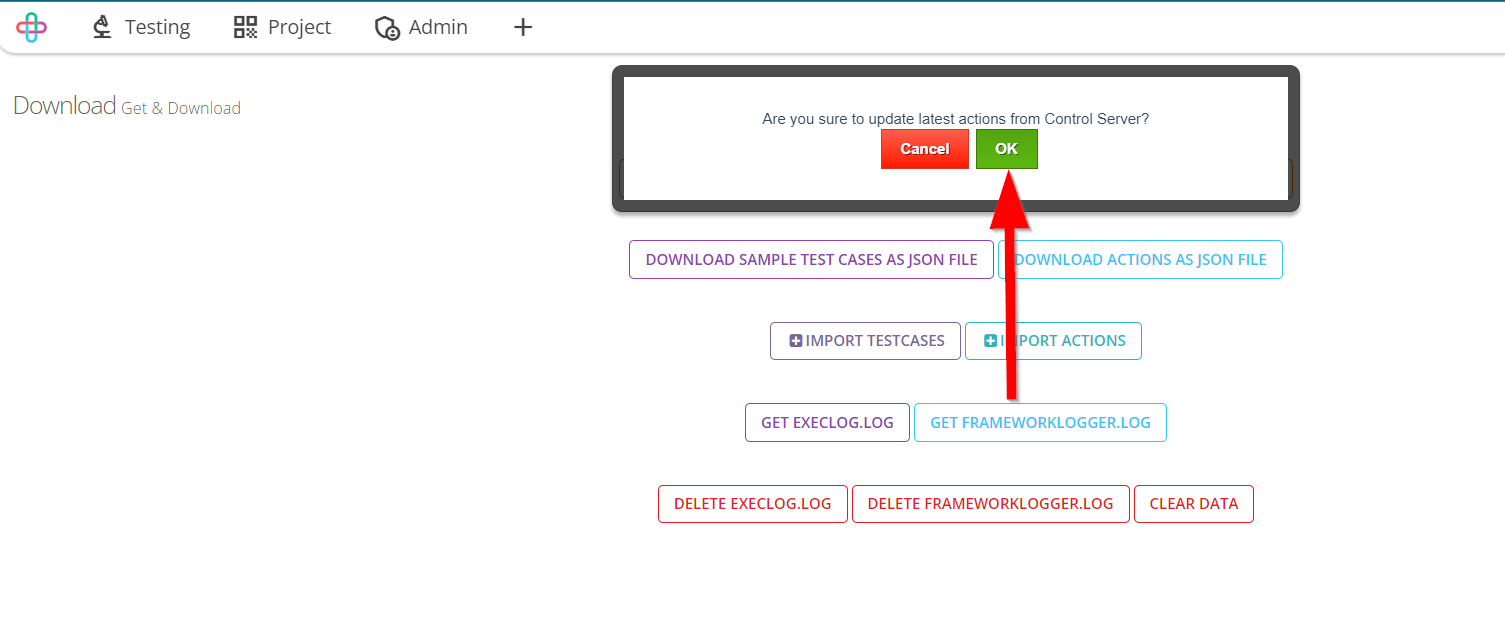 Testing Project Admin
Download Get & Download
Are you sure to update latest actions from Control Server?
Cancel OK
DOWNLOAD SAMPLE TEST CASES AS JSON FILE DOWNLOAD ACTIONS AS JSON FILE
IMPORT TESTCASES IMPORT ACTIONS
GET EXECLOG.LOG GET FRAMEWORKLOGGER.LOG
DELETE EXECLOG.LOG DELETE FRAMEWORKLOGGER.LOG CLEAR DATA